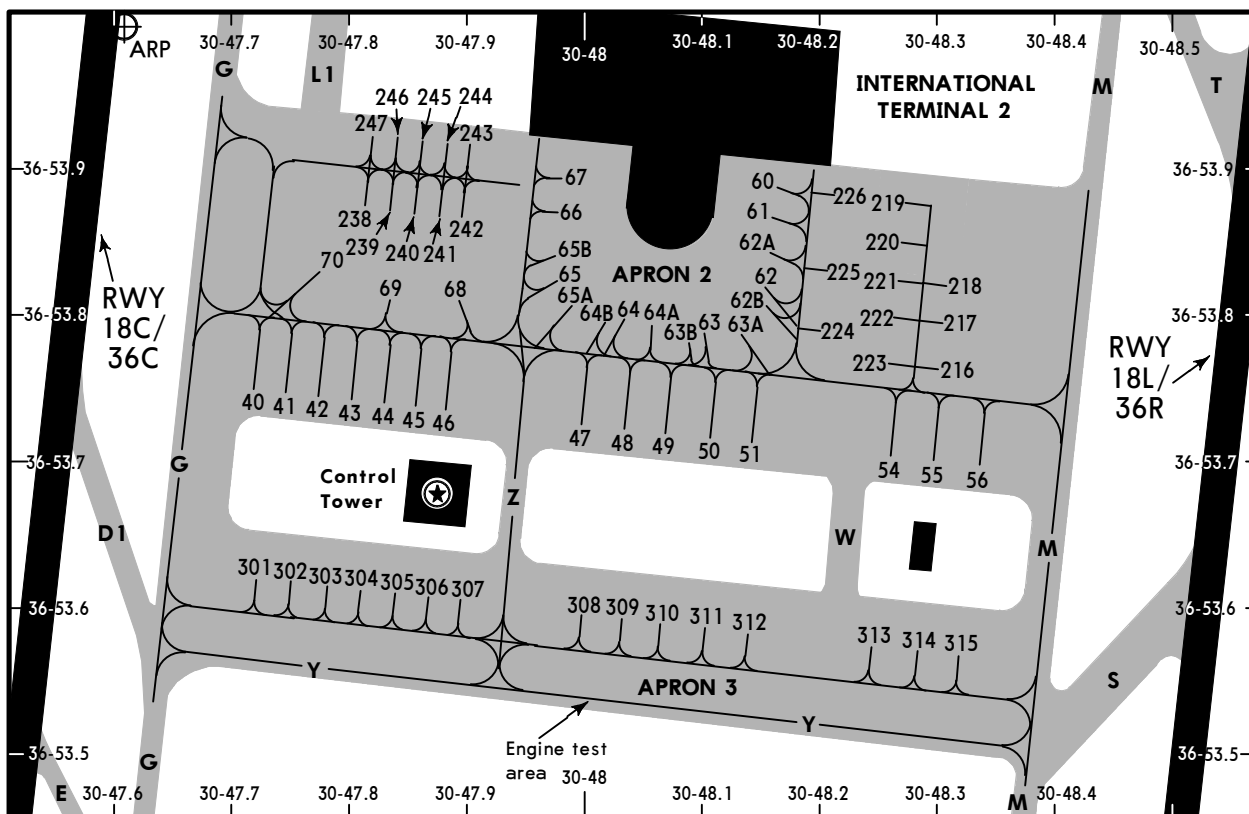 30-47.7
30-47.8
30-47.9
30-48
30-48.1
30-48.2
30-48.3
30-48.4
30-48.5
ARP
G
L1
M
T
INTERNATIONAL
TERMINAL 2
246
245
244
247
243
36-53.9
36-53.9
67
60
226
219
238
239
240
241
242
66
61
220
65B
62A
70
65
APRON 2
62
225
221
218
RWY
18C/
36C
69
68
65A
64B
64
64A
63B
63
62B
63A
224
222
217
36-53.8
36-53.8
RWY
18L/
36R
223
216
40
41
42
43
44
45
46
47
48
49
50
51
54
55
56
36-53.7
36-53.7
G
Control
Tower
Z
D1
W
M
301
302
303
304
305
306
307
308
309
310
311
312
36-53.6
36-53.6
313
314
315
Y
APRON 3
S
Y
Engine test
area
36-53.5
36-53.5
G
E
30-47.6
30-47.7
30-47.8
30-47.9
30-48
30-48.1
30-48.2
30-48.3
30-48.4
M